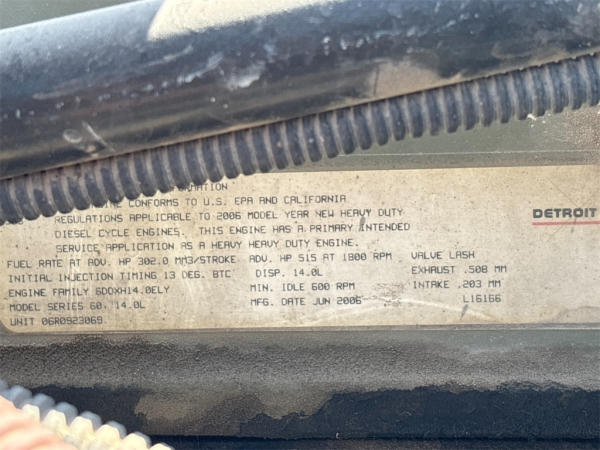 INFORMATION
ENGINE CONFORMS TO U.S. EPA AND CALIFORNIA
REGULATIONS APPLICABLE TO 2006 MODEL YEAR NEW HEAVY DUTY
DIESEL CYCLE ENGINES. THIS ENGINE HAS A PRIMARY INTENDED
SERVICE APPLICATION AS A HEAVY HEAVY DUTY ENGINE.
DETROIT
FUEL RATE AT ADV. HP 302.0 MM3/STROKE ADV. HP 515 AT 1800 RPM VALVE LASH
INITIAL INJECTION TIMING 13 DEG. BTC DISP. 14.0L EXHAUST .508 MM
ENGINE FAMILY 6DDXH14.0ELY MIN. IDLE 600 RPM INTAKE .203 MM
MODEL SERIES 60, 14.0L MFG. DATE JUN 2006 L16166
UNIT 06R0923069